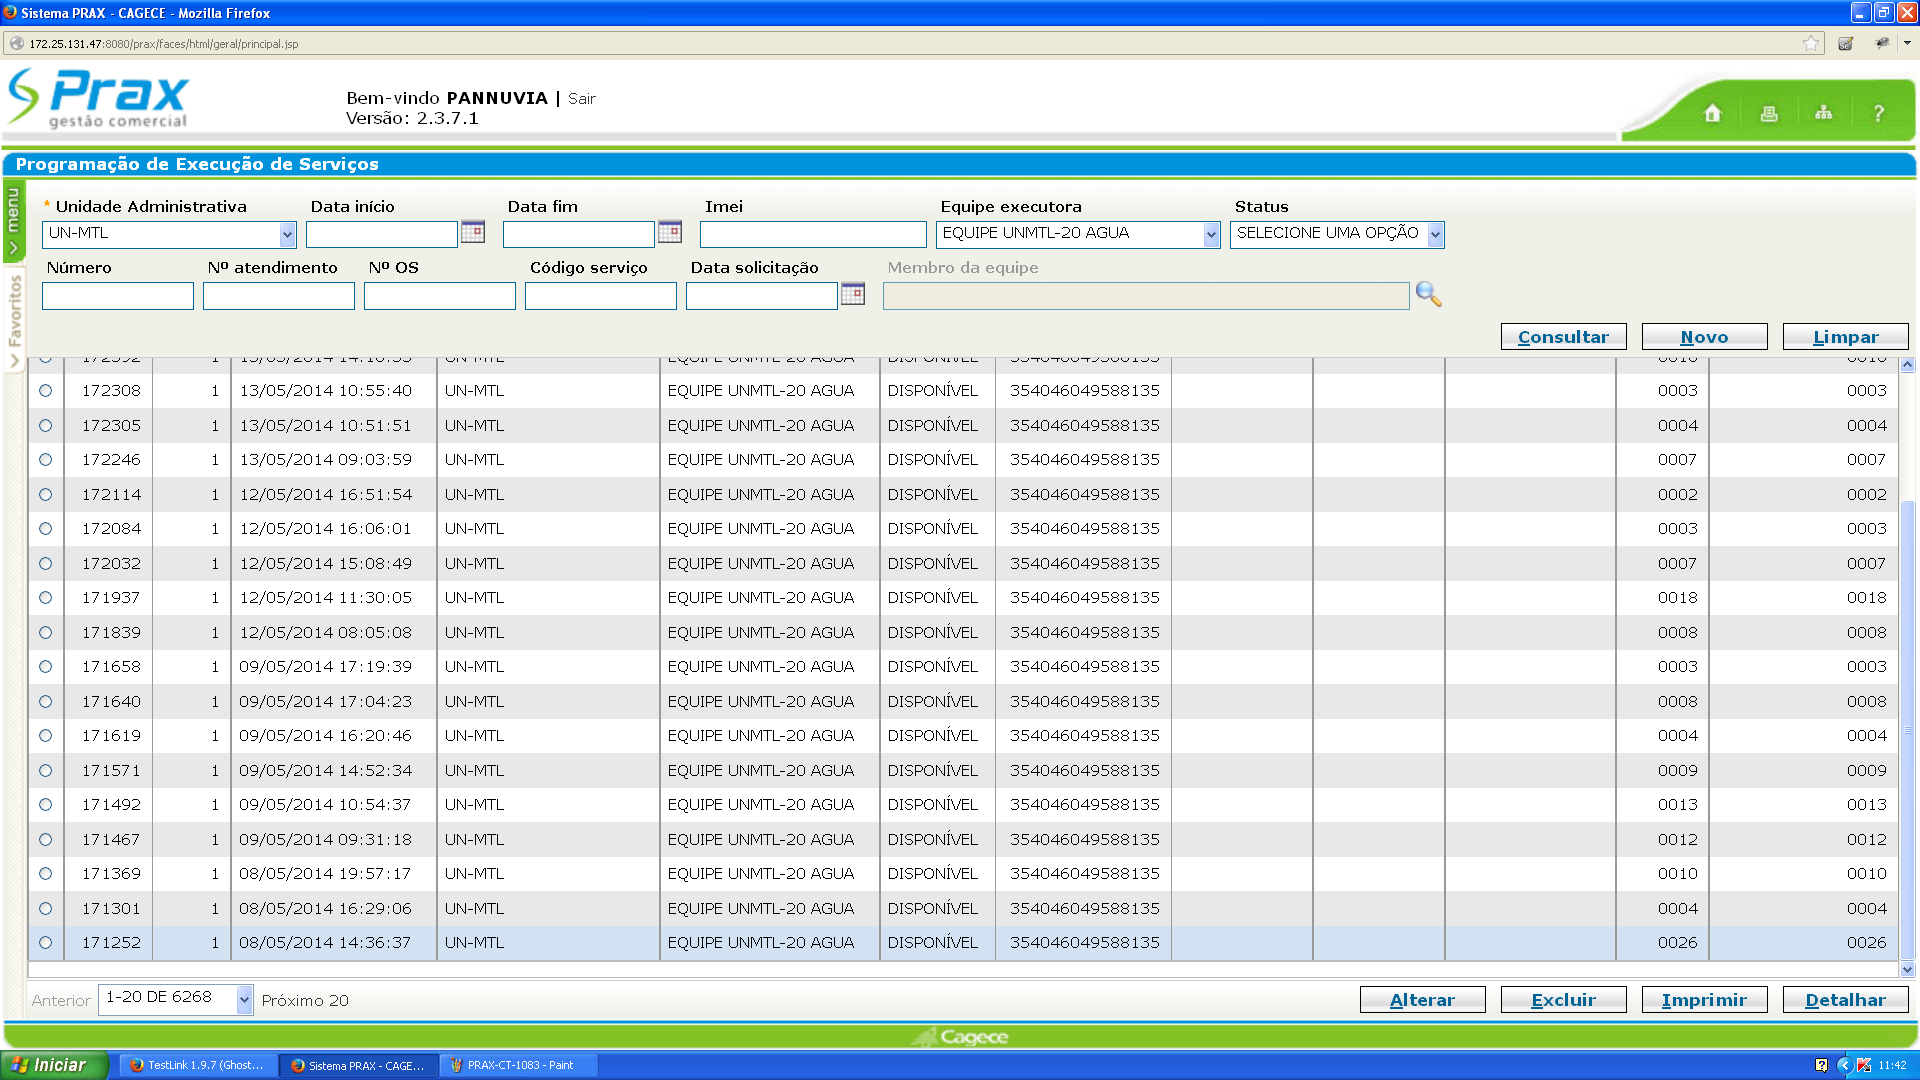 Sistema PRAX - CAGECE - Mozilla Firefox
172.25.131.47:8080/prax/faces/html/geral/principal.jsp
Prax
gestão comercial
Bem-vindo PANNUVIA | Sair
Versão: 2.3.7.1
?
Programação de Execução de Serviços
menu
Favoritos
* Unidade Administrativa Data início Data fim Imei Equipe executora Status
UN-MTL EQUIPE UNMTL-20 AGUA SELECIONE UMA OPÇÃO
Número Nº atendimento Nº OS Código serviço Data solicitação Membro da equipe
Consultar Novo Limpar
172308 1 13/05/2014 10:55:40 UN-MTL EQUIPE UNMTL-20 AGUA DISPONÍVEL 354046049588135 0003 0003
172305 1 13/05/2014 10:51:51 UN-MTL EQUIPE UNMTL-20 AGUA DISPONÍVEL 354046049588135 0004 0004
172246 1 13/05/2014 09:03:59 UN-MTL EQUIPE UNMTL-20 AGUA DISPONÍVEL 354046049588135 0007 0007
172114 1 12/05/2014 16:51:54 UN-MTL EQUIPE UNMTL-20 AGUA DISPONÍVEL 354046049588135 0002 0002
172084 1 12/05/2014 16:06:01 UN-MTL EQUIPE UNMTL-20 AGUA DISPONÍVEL 354046049588135 0003 0003
172032 1 12/05/2014 15:08:49 UN-MTL EQUIPE UNMTL-20 AGUA DISPONÍVEL 354046049588135 0007 0007
171937 1 12/05/2014 11:30:05 UN-MTL EQUIPE UNMTL-20 AGUA DISPONÍVEL 354046049588135 0018 0018
171839 1 12/05/2014 08:05:08 UN-MTL EQUIPE UNMTL-20 AGUA DISPONÍVEL 354046049588135 0008 0008
171658 1 09/05/2014 17:19:39 UN-MTL EQUIPE UNMTL-20 AGUA DISPONÍVEL 354046049588135 0003 0003
171640 1 09/05/2014 17:04:23 UN-MTL EQUIPE UNMTL-20 AGUA DISPONÍVEL 354046049588135 0008 0008
171619 1 09/05/2014 16:20:46 UN-MTL EQUIPE UNMTL-20 AGUA DISPONÍVEL 354046049588135 0004 0004
171571 1 09/05/2014 14:52:34 UN-MTL EQUIPE UNMTL-20 AGUA DISPONÍVEL 354046049588135 0009 0009
171492 1 09/05/2014 10:54:37 UN-MTL EQUIPE UNMTL-20 AGUA DISPONÍVEL 354046049588135 0013 0013
171467 1 09/05/2014 09:31:18 UN-MTL EQUIPE UNMTL-20 AGUA DISPONÍVEL 354046049588135 0012 0012
171369 1 08/05/2014 19:57:17 UN-MTL EQUIPE UNMTL-20 AGUA DISPONÍVEL 354046049588135 0010 0010
171301 1 08/05/2014 16:29:06 UN-MTL EQUIPE UNMTL-20 AGUA DISPONÍVEL 354046049588135 0004 0004
171252 1 08/05/2014 14:36:37 UN-MTL EQUIPE UNMTL-20 AGUA DISPONÍVEL 354046049588135 0026 0026
Anterior 1-20 DE 6268 Próximo 20 Alterar Excluir Imprimir Detalhar
Cagece
Iniciar TestLink 1.9.7 (Ghost... Sistema PRAX - CAGE... PRAX-CT-1083 - Paint 11:42